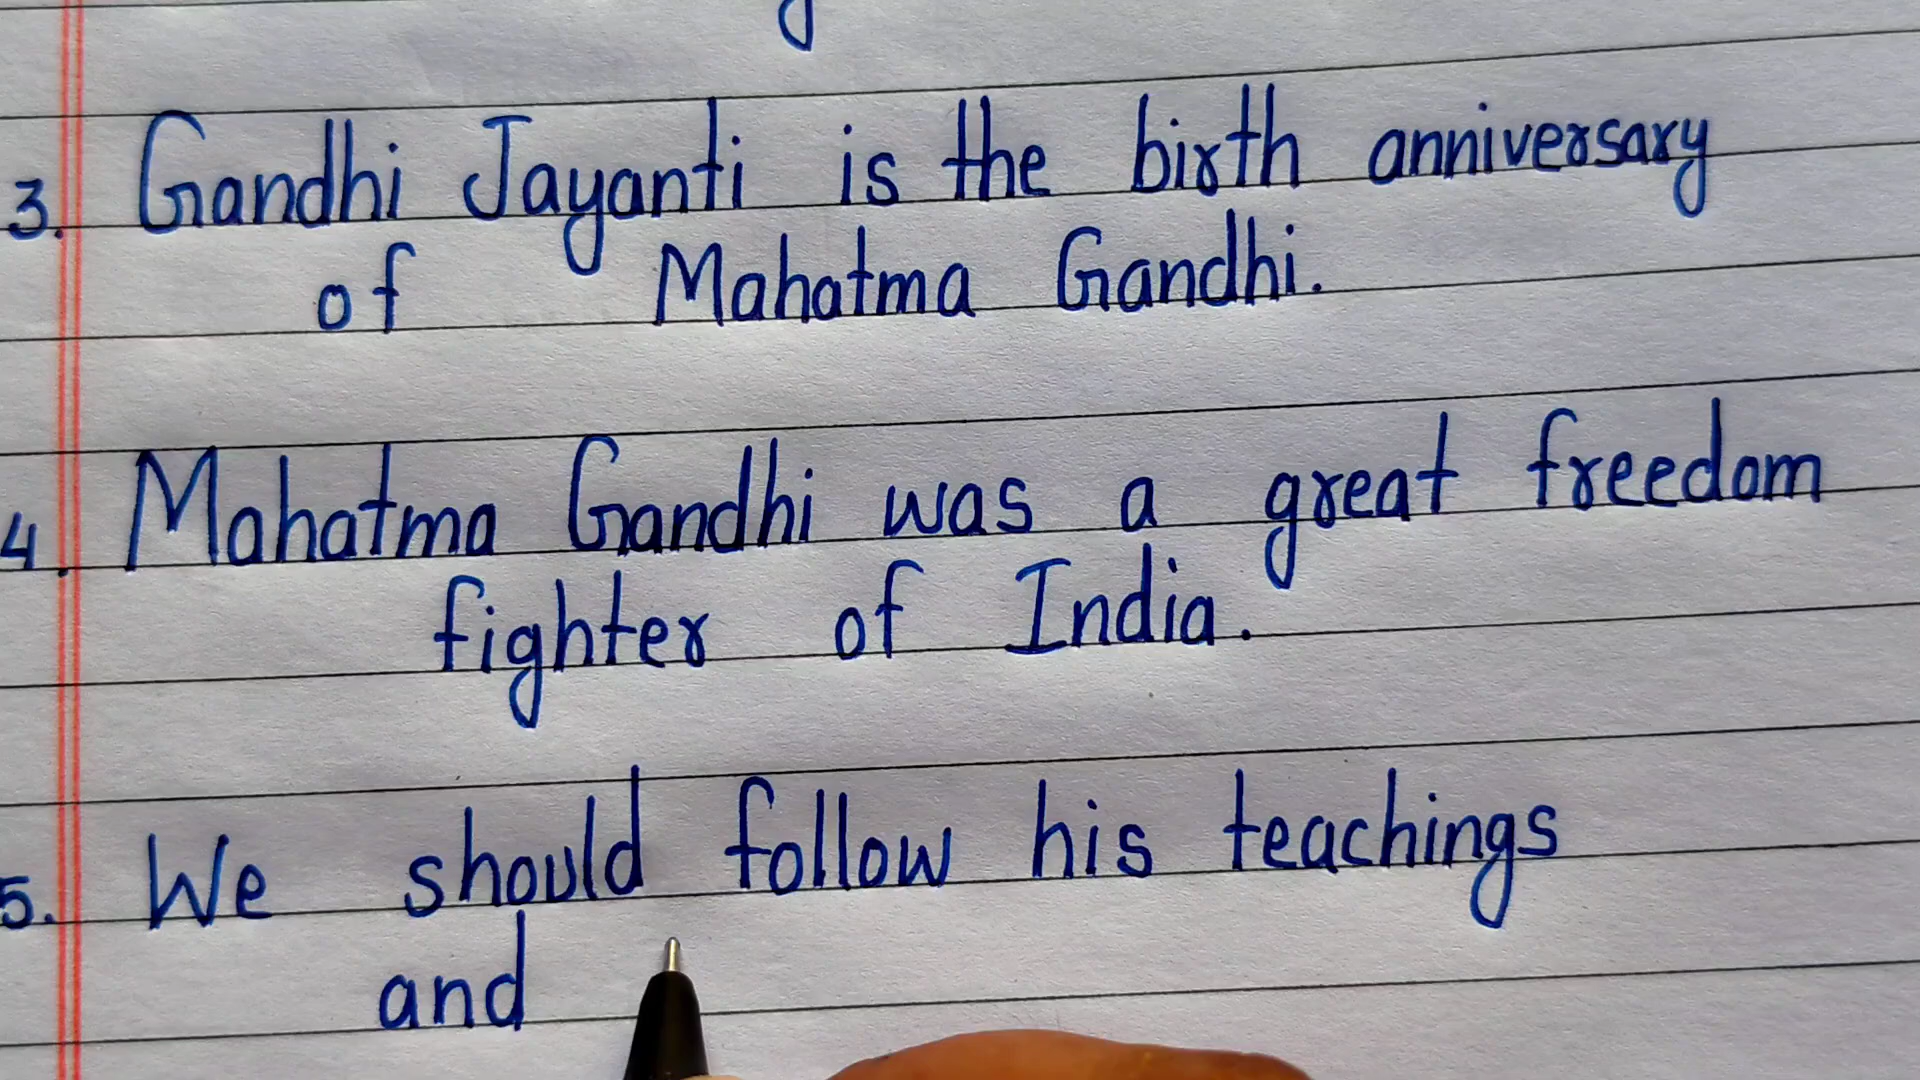 3. Gandhi Jayanti is the birth anniversary
of Mahatma Gandhi.
4. Mahatma Gandhi was a great freedom
fighter of India.
5. We should follow his teachings
and